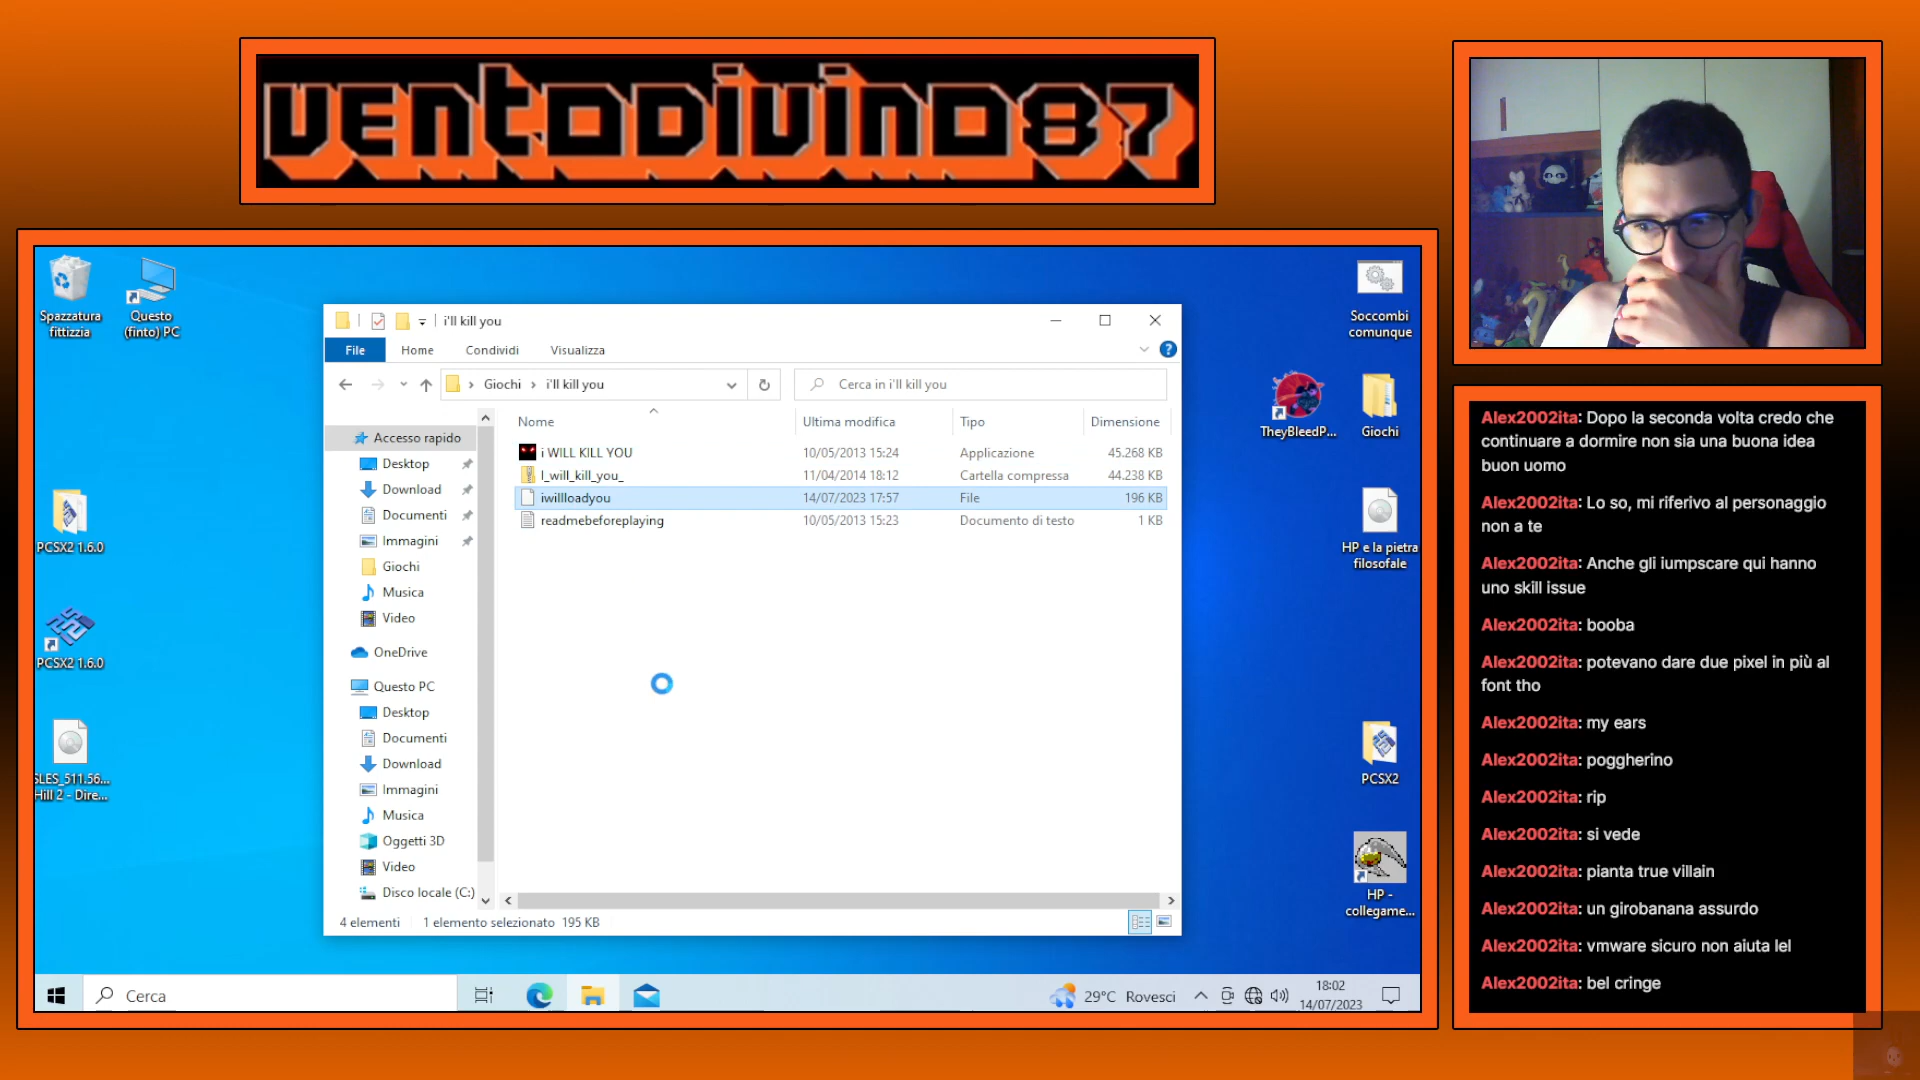 ventodivino87
Spazzatura
fittizzia
Questo
(finto) PC
PCSX2 1.6.0
PCSX2 1.6.0
SLES_511.56...
Hill 2 - Dire...
i'll kill you
File
Home
Condividi
Visualizza
Giochi
i'll kill you
Cerca in i'll kill you
Nome
Ultima modifica
Tipo
Dimensione
i WILL KILL YOU
10/05/2013 15:24
Applicazione
45.268 KB
I_will_kill_you_
11/04/2014 18:12
Cartella compressa
44.238 KB
iwillloadyou
14/07/2023 17:57
File
196 KB
readmebeforeplaying
10/05/2013 15:23
Documento di testo
1 KB
Accesso rapido
Desktop
Download
Documenti
Immagini
Giochi
Musica
Video
OneDrive
Questo PC
Desktop
Documenti
Download
Immagini
Musica
Oggetti 3D
Video
Disco locale (C:)
4 elementi
1 elemento selezionato 195 KB
Soccombi
comunque
TheyBleedP...
Giochi
HP e la pietra
filosofale
PCSX2
HP -
collegame...
Cerca
29°C Rovesci
18:02
14/07/2023
Alex2002ita: Dopo la seconda volta credo che
continuare a dormire non sia una buona idea
buon uomo
Alex2002ita: Lo so, mi riferivo al personaggio
non a te
Alex2002ita: Anche gli iumpscare qui hanno
uno skill issue
Alex2002ita: booba
Alex2002ita: potevano dare due pixel in più al
font tho
Alex2002ita: my ears
Alex2002ita: poggherino
Alex2002ita: rip
Alex2002ita: si vede
Alex2002ita: pianta true villain
Alex2002ita: un girobanana assurdo
Alex2002ita: vmware sicuro non aiuta lel
Alex2002ita: bel cringe